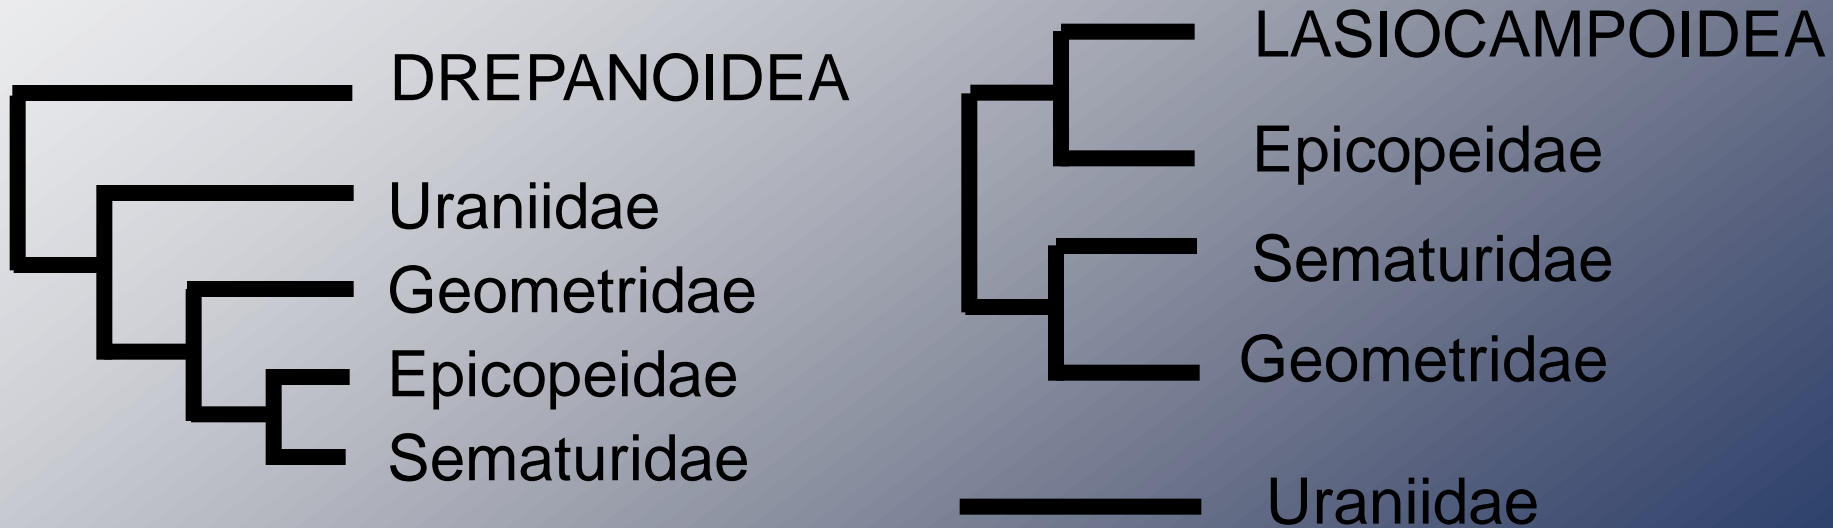 DREPANOIDEA
Uraniidae
Geometridae
Epicopeidae
Sematuridae
LASIOCAMPOIDEA
Epicopeidae
Sematuridae
Geometridae
Uraniidae